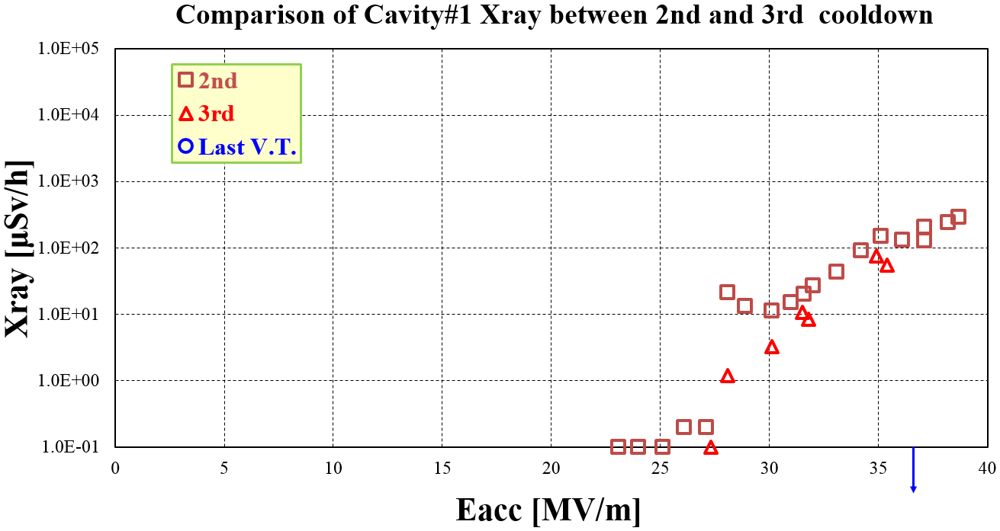 Comparison of Cavity#1 Xray between 2nd and 3rd  cooldown
1.0E+05
1.0E+04
1.0E+03
1.0E+02
1.0E+01
1.0E+00
1.0E-01
Xray [μSv/h]
2nd
3rd
Last V.T.
0 5 10 15 20 25 30 35 40
Eacc [MV/m]